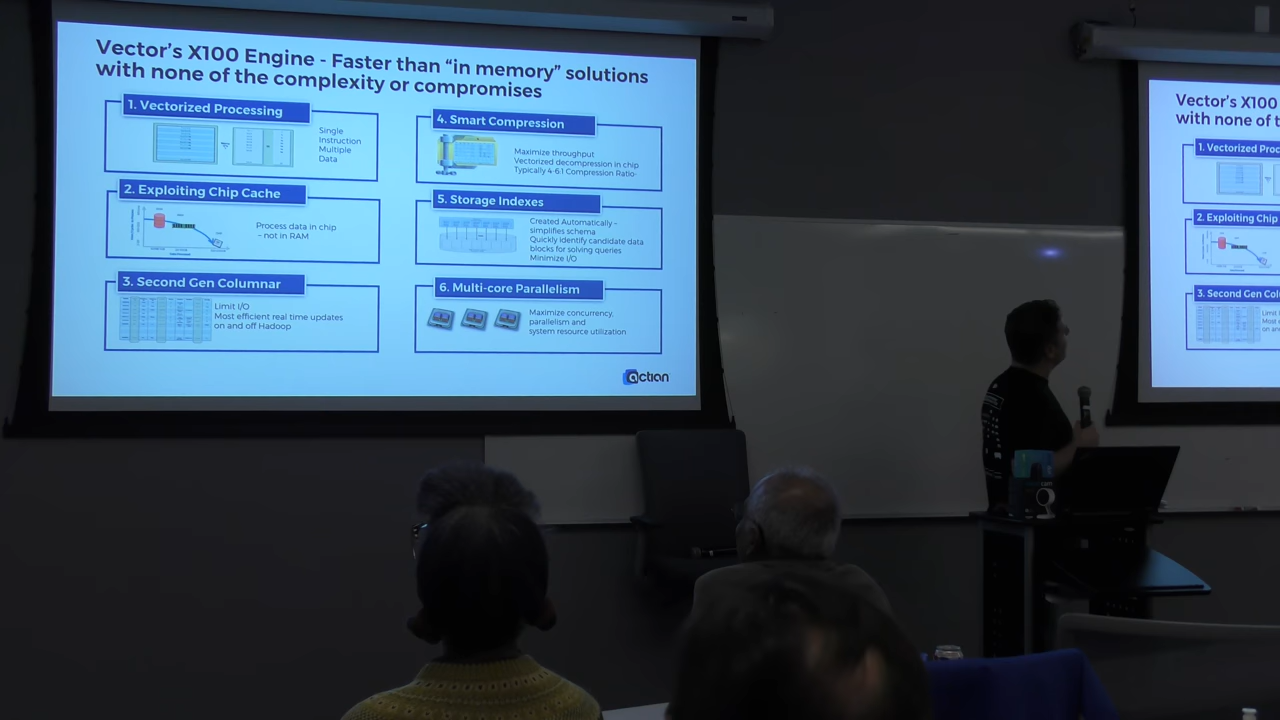 Vector's X100 Engine - Faster than "in memory" solutions
with none of the complexity or compromises
1. Vectorized Processing
Single
Instruction
Multiple
Data
2. Exploiting Chip Cache
Process data in chip
– not in RAM
3. Second Gen Columnar
Limit I/O
Most efficient real time updates
on and off Hadoop
4. Smart Compression
Maximize throughput
Vectorized decompression in chip
Typically 4-6:1 Compression Ratio
5. Storage Indexes
Created Automatically –
simplifies schema
Quickly identify candidate data
blocks for solving queries
Minimize I/O
6. Multi-core Parallelism
Maximize concurrency,
parallelism and
system resource utilization
actian
Vector's X100
with none of t
1. Vectorized Proc
2. Exploiting Chip
3. Second Gen Colu
Limit I
Most e
on and